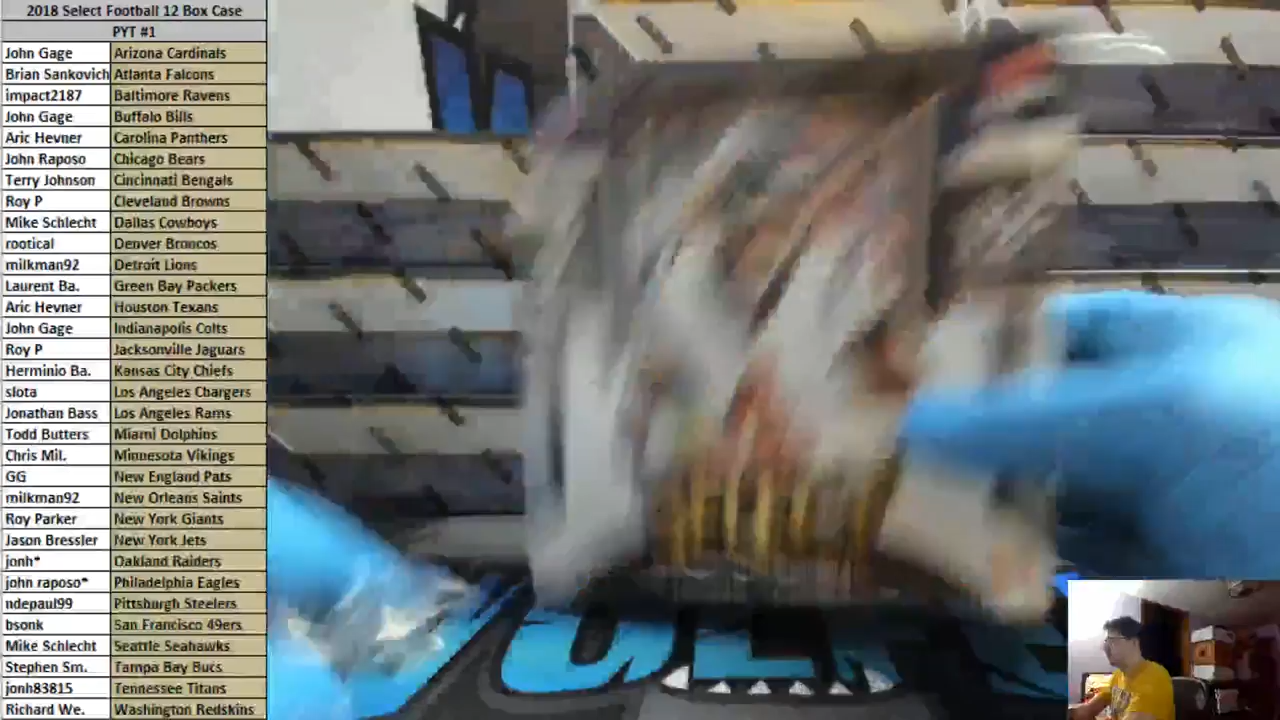 2018 Select Football 12 Box Case
PYT #1
John Gage Arizona Cardinals
Brian Sankovich Atlanta Falcons
impact2187 Baltimore Ravens
John Gage Buffalo Bills
Aric Hevner Carolina Panthers
John Raposo Chicago Bears
Terry Johnson Cincinnati Bengals
Roy P Cleveland Browns
Mike Schlecht Dallas Cowboys
rootical Denver Broncos
milkman92 Detroit Lions
Laurent Ba. Green Bay Packers
Aric Hevner Houston Texans
John Gage Indianapolis Colts
Roy P Jacksonville Jaguars
Herminio Ba. Kansas City Chiefs
slota Los Angeles Chargers
Jonathan Bass Los Angeles Rams
Todd Butters Miami Dolphins
Chris Mil. Minnesota Vikings
GG New England Pats
milkman92 New Orleans Saints
Roy Parker New York Giants
Jason Bressler New York Jets
jonh* Oakland Raiders
john raposo* Philadelphia Eagles
ndepaul99 Pittsburgh Steelers
bsonk San Francisco 49ers
Mike Schlecht Seattle Seahawks
Stephen Sm. Tampa Bay Bucs
jonh83815 Tennessee Titans
Richard We. Washington Redskins